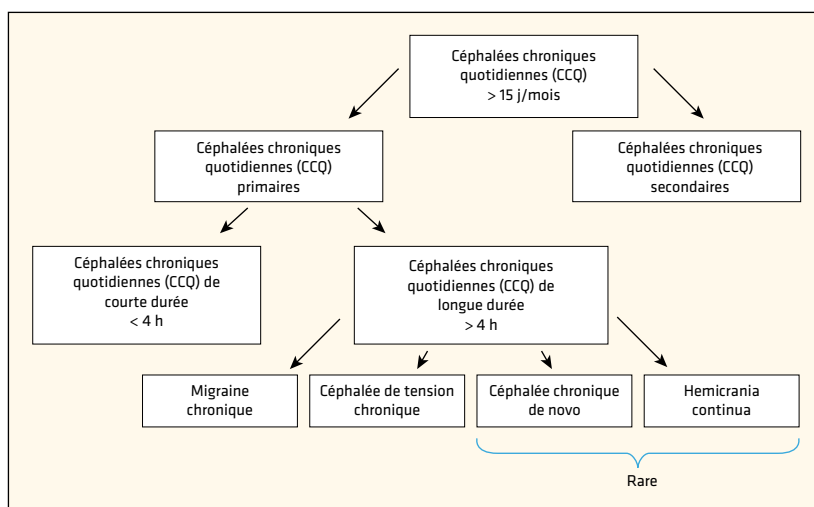 Céphalées chroniques
quotidiennes (CCQ)
> 15 j/mois
Céphalées chroniques
quotidiennes (CCQ)
primaires
Céphalées chroniques
quotidiennes (CCQ)
secondaires
Céphalées chroniques
quotidiennes (CCQ) de
courte durée
< 4 h
Céphalées chroniques
quotidiennes (CCQ) de
longue durée
> 4 h
Migraine
chronique
Céphalée de tension
chronique
Céphalée chronique
de novo
Hemicrania
continua
Rare